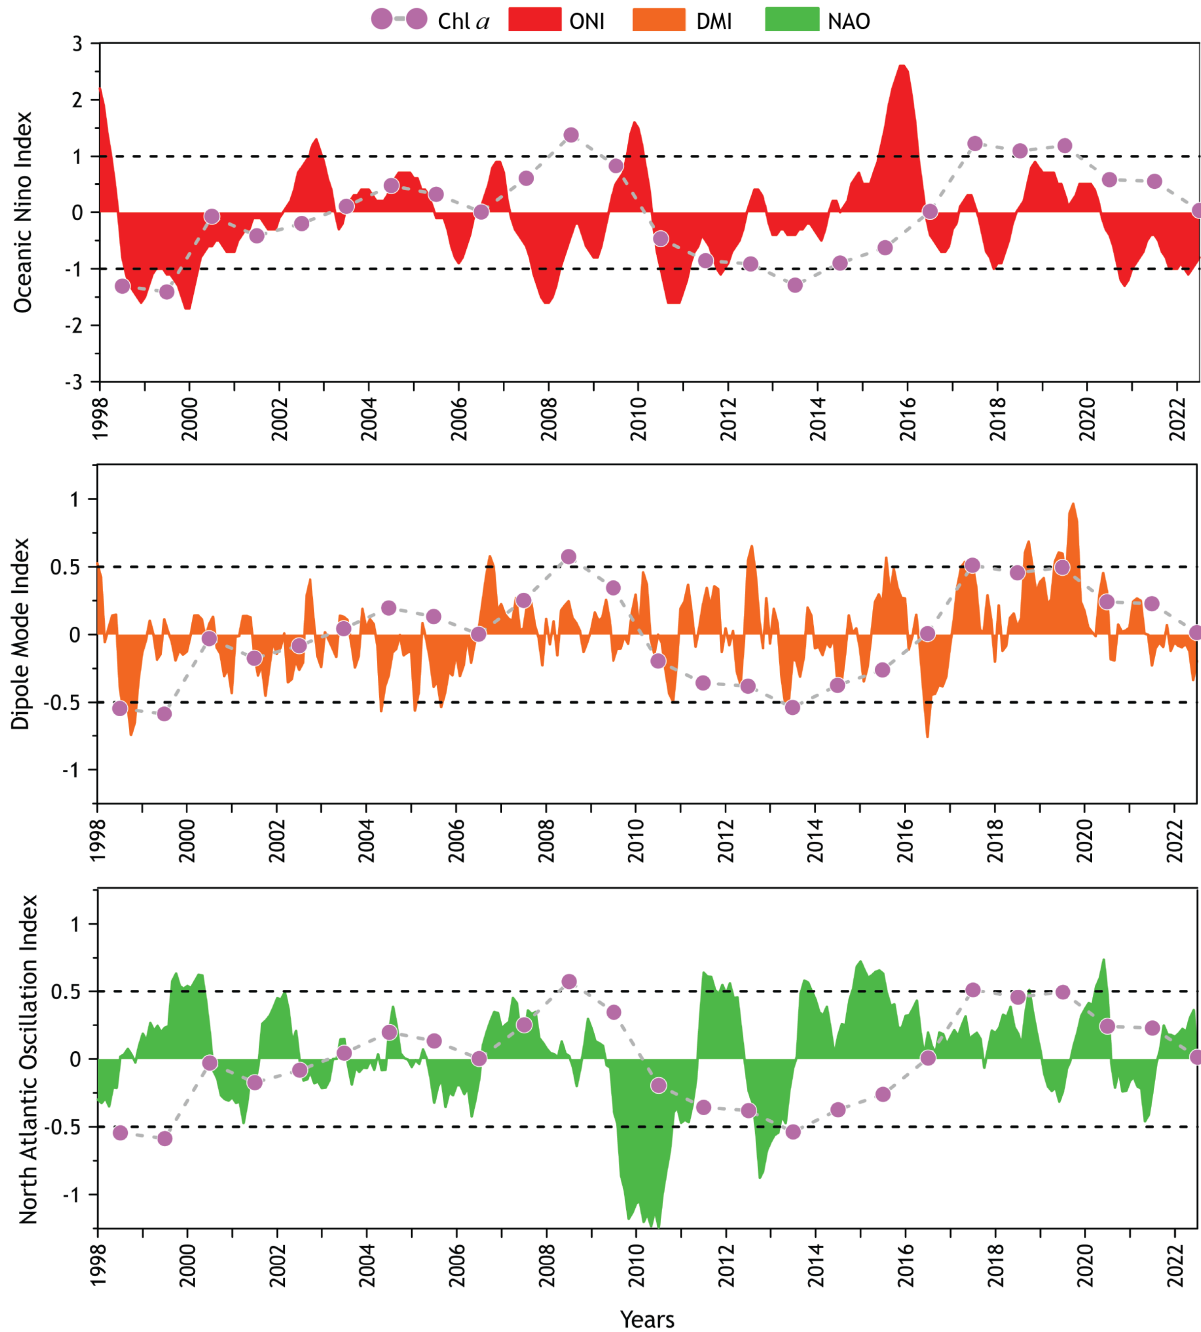 Chl a ONI DMI NAO
Oceanic Nino Index
3
2
1
0
-1
-2
-3
1998 2000 2002 2004 2006 2008 2010 2012 2014 2016 2018 2020 2022
Dipole Mode Index
1
0.5
0
-0.5
-1
1998 2000 2002 2004 2006 2008 2010 2012 2014 2016 2018 2020 2022
North Atlantic Oscillation Index
1
0.5
0
-0.5
-1
1998 2000 2002 2004 2006 2008 2010 2012 2014 2016 2018 2020 2022
Years